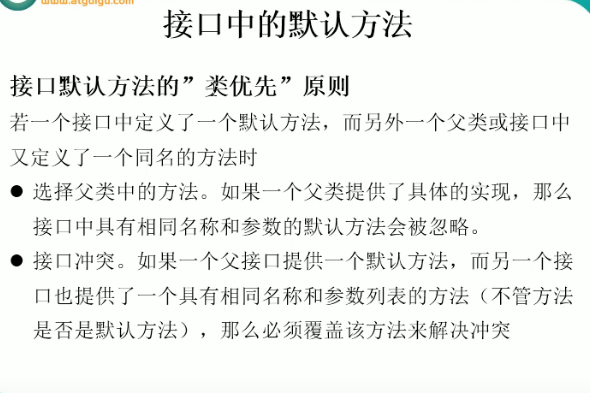 www.atguigu.com
接口中的默认方法
接口默认方法的”类优先”原则
若一个接口中定义了一个默认方法，而另外一个父类或接口中
又定义了一个同名的方法时
● 选择父类中的方法。如果一个父类提供了具体的实现，那么
接口中具有相同名称和参数的默认方法会被忽略。
● 接口冲突。如果一个父接口提供一个默认方法，而另一个接
口也提供了一个具有相同名称和参数列表的方法（不管方法
是否是默认方法），那么必须覆盖该方法来解决冲突